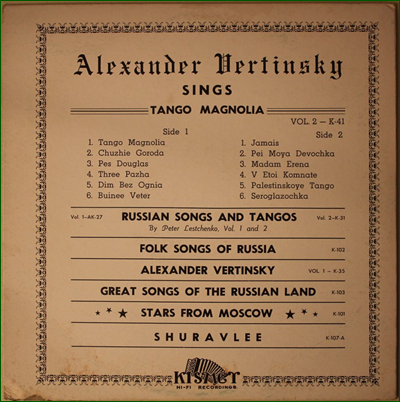 Alexander Vertinsky
SINGS
TANGO MAGNOLIA
VOL. 2 – K-41
Side 1
1. Tango Magnolia
2. Chuzhie Goroda
3. Pes Douglas
4. Three Pazha
5. Dim Bez Ognia
6. Buinee Veter
Side 2
1. Jamais
2. Pei Moya Devochka
3. Madam Erena
4. V Etoi Komnate
5. Palestinskoye Tango
6. Seroglazochka
Vol. 1-AK-27 RUSSIAN SONGS AND TANGOS Vol. 2-K-31
By Peter Lestchenko, Vol. 1 and 2
FOLK SONGS OF RUSSIA K-102
ALEXANDER VERTINSKY VOL. 1 – K-35
GREAT SONGS OF THE RUSSIAN LAND K-103
STARS FROM MOSCOW K-101
SHURAVLEE K-107-A
KISMET
HI-FI RECORDINGS